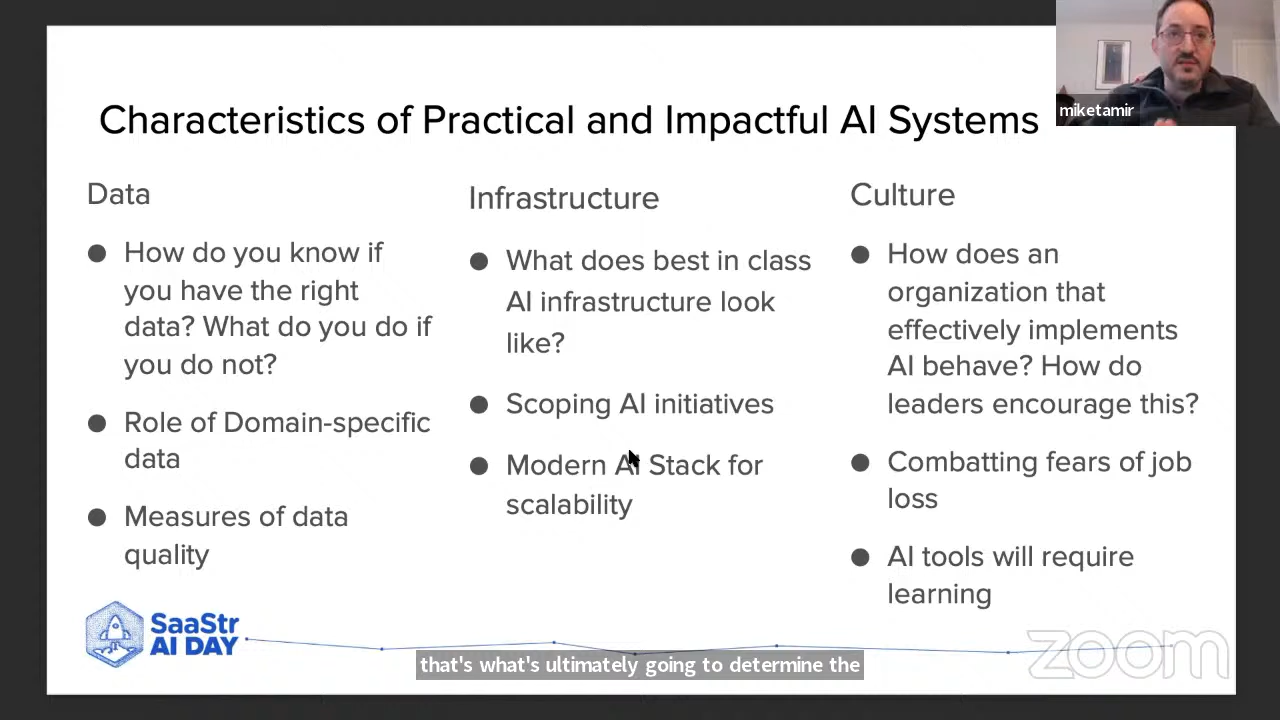 Characteristics of Practical and Impactful AI Systems
miketamir
Data
● How do you know if
you have the right
data? What do you do if
you do not?
● Role of Domain-specific
data
● Measures of data
quality
Infrastructure
● What does best in class
AI infrastructure look
like?
● Scoping AI initiatives
● Modern AI Stack for
scalability
Culture
● How does an
organization that
effectively implements
AI behave? How do
leaders encourage this?
● Combatting fears of job
loss
● AI tools will require
learning
SaaStr
AI DAY
that's what's ultimately going to determine the
zoom